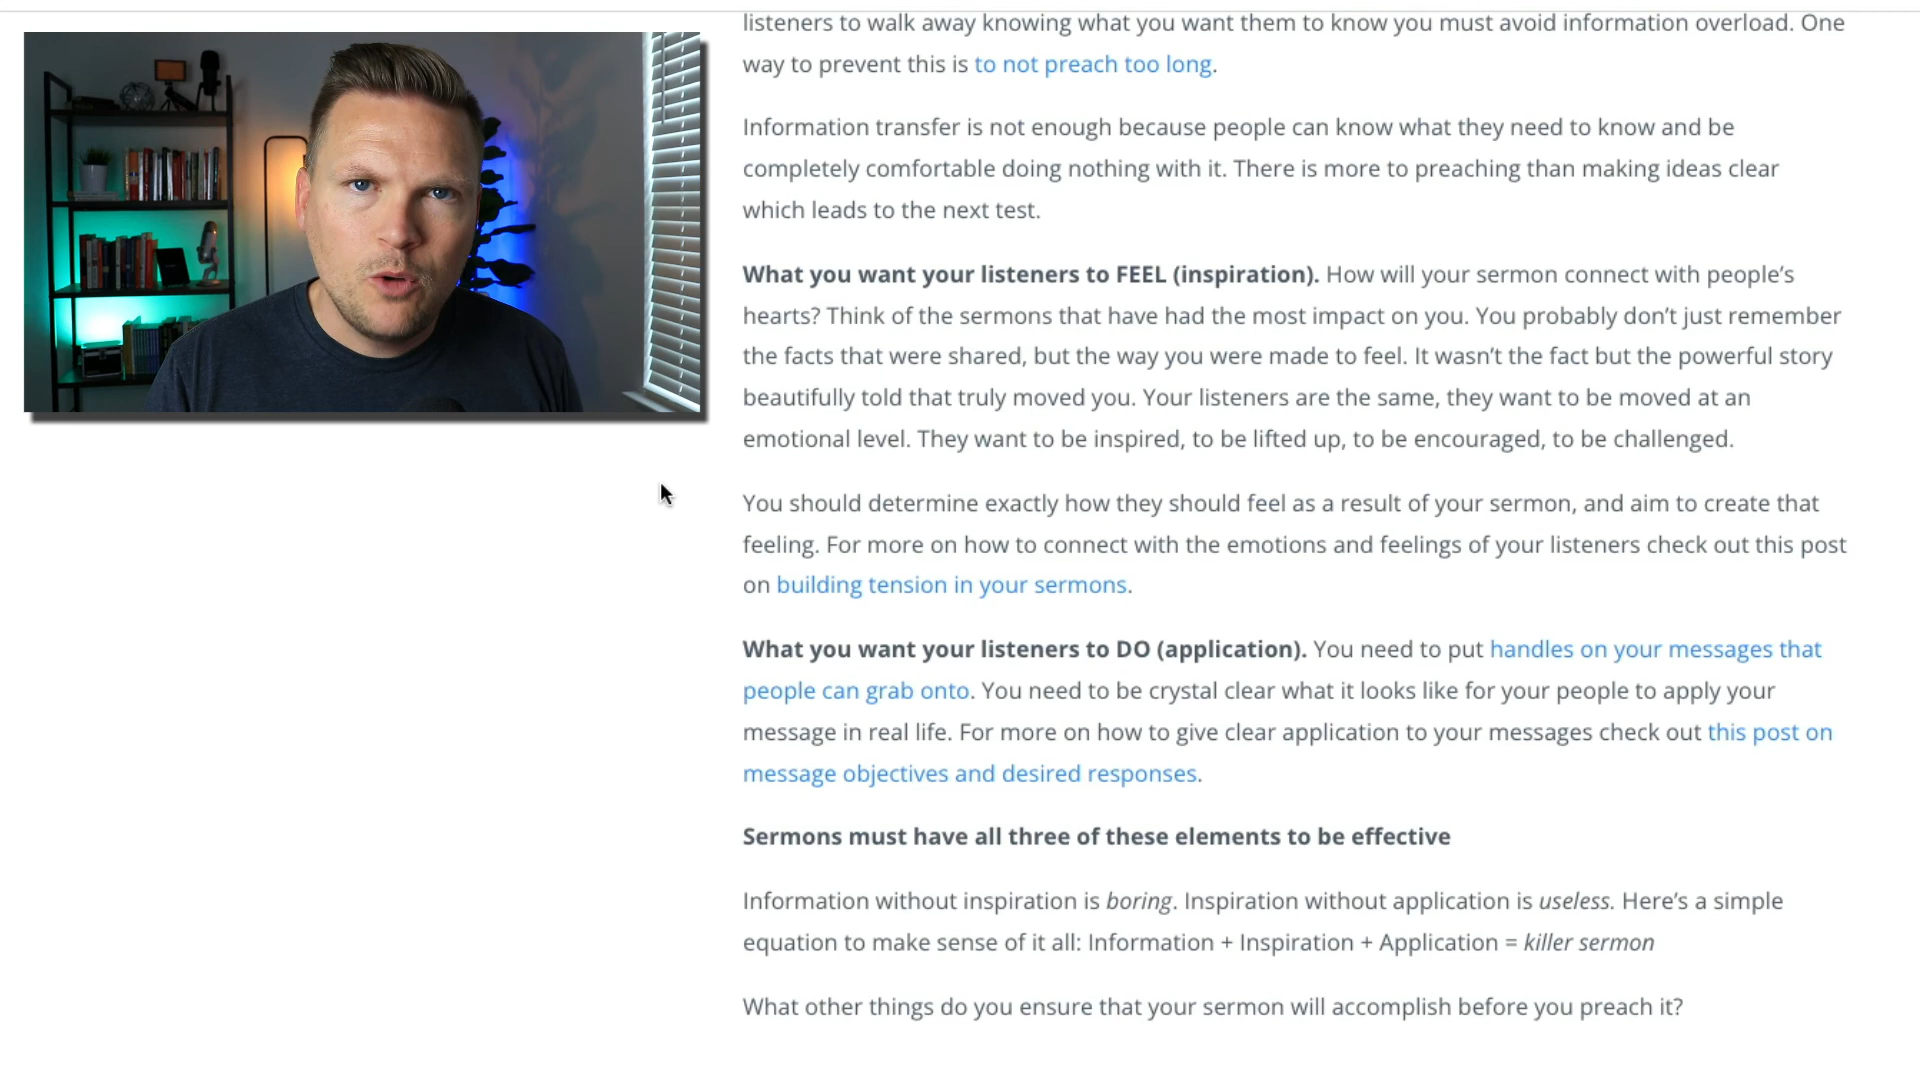 listeners to walk away knowing what you want them to know you must avoid information overload. One
way to prevent this is to not preach too long.
Information transfer is not enough because people can know what they need to know and be
completely comfortable doing nothing with it. There is more to preaching than making ideas clear
which leads to the next test.
What you want your listeners to FEEL (inspiration). How will your sermon connect with people’s
hearts? Think of the sermons that have had the most impact on you. You probably don’t just remember
the facts that were shared, but the way you were made to feel. It wasn’t the fact but the powerful story
beautifully told that truly moved you. Your listeners are the same, they want to be moved at an
emotional level. They want to be inspired, to be lifted up, to be encouraged, to be challenged.
You should determine exactly how they should feel as a result of your sermon, and aim to create that
feeling. For more on how to connect with the emotions and feelings of your listeners check out this post
on building tension in your sermons.
What you want your listeners to DO (application). You need to put handles on your messages that
people can grab onto. You need to be crystal clear what it looks like for your people to apply your
message in real life. For more on how to give clear application to your messages check out this post on
message objectives and desired responses.
Sermons must have all three of these elements to be effective
Information without inspiration is boring. Inspiration without application is useless. Here’s a simple
equation to make sense of it all: Information + Inspiration + Application = killer sermon
What other things do you ensure that your sermon will accomplish before you preach it?